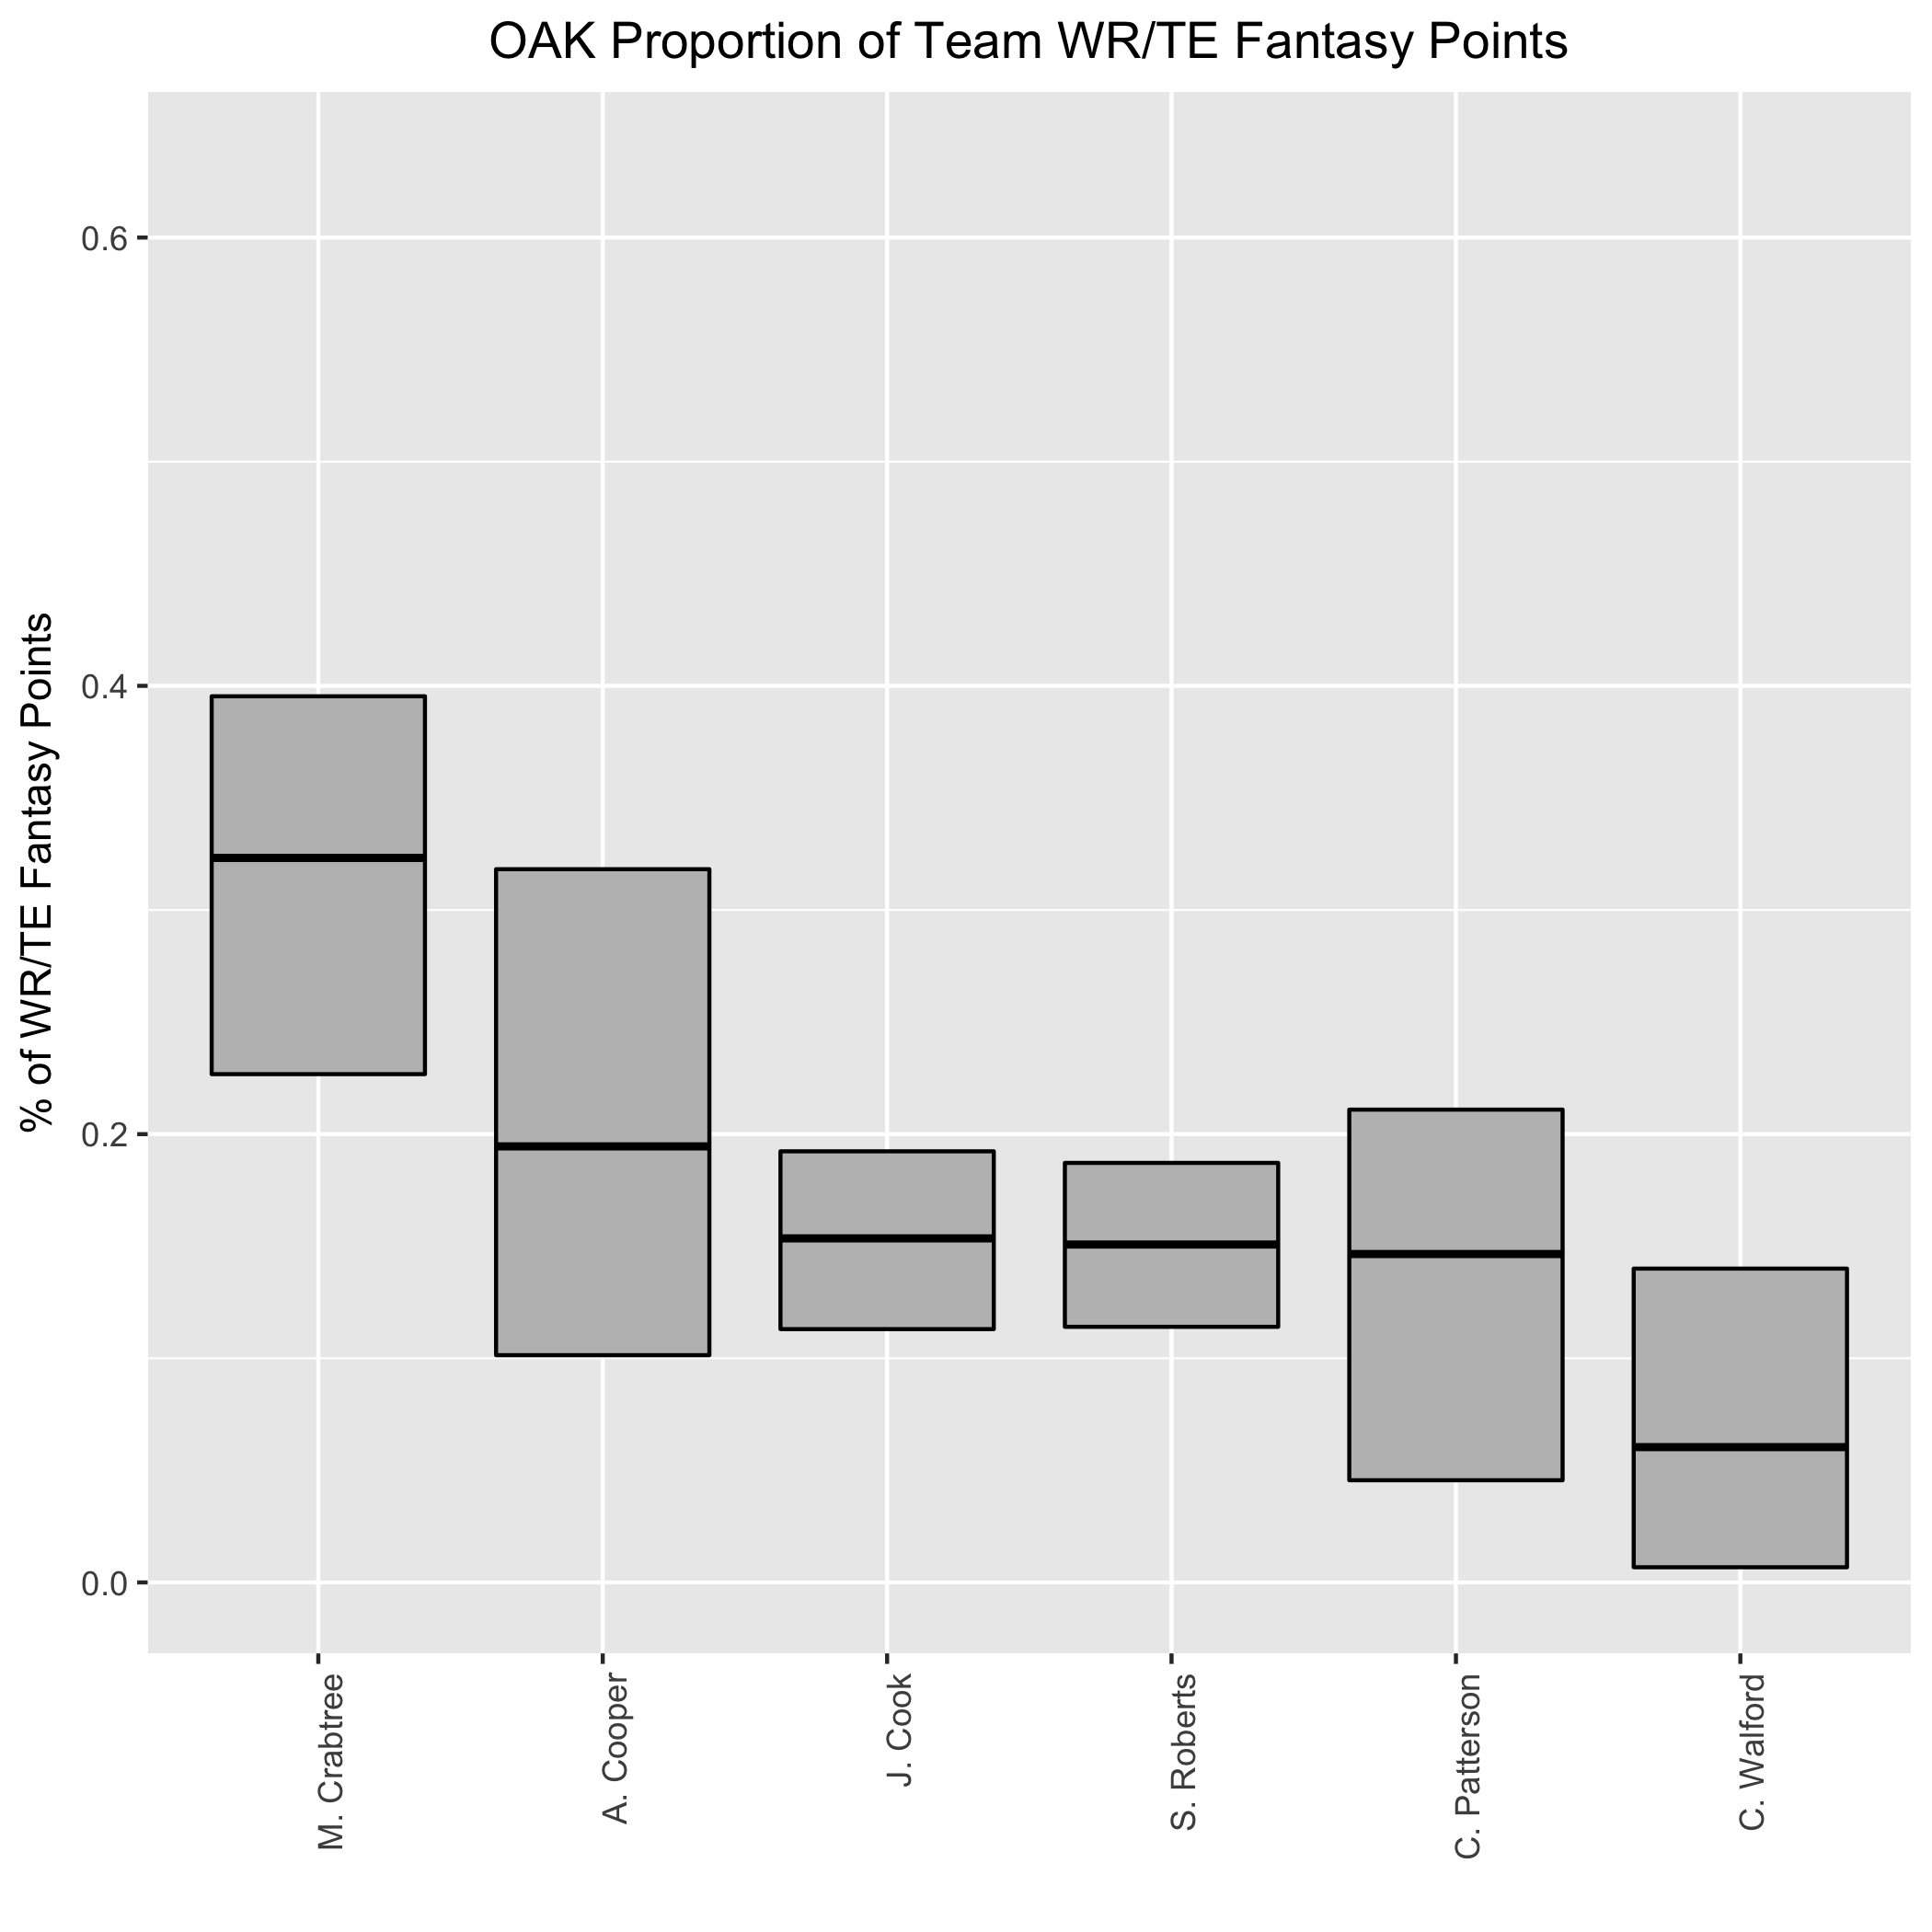 OAK Proportion of Team WR/TE Fantasy Points
% of WR/TE Fantasy Points
0.6
0.4
0.2
0.0
M. Crabtree
A. Cooper
J. Cook
S. Roberts
C. Patterson
C. Walford